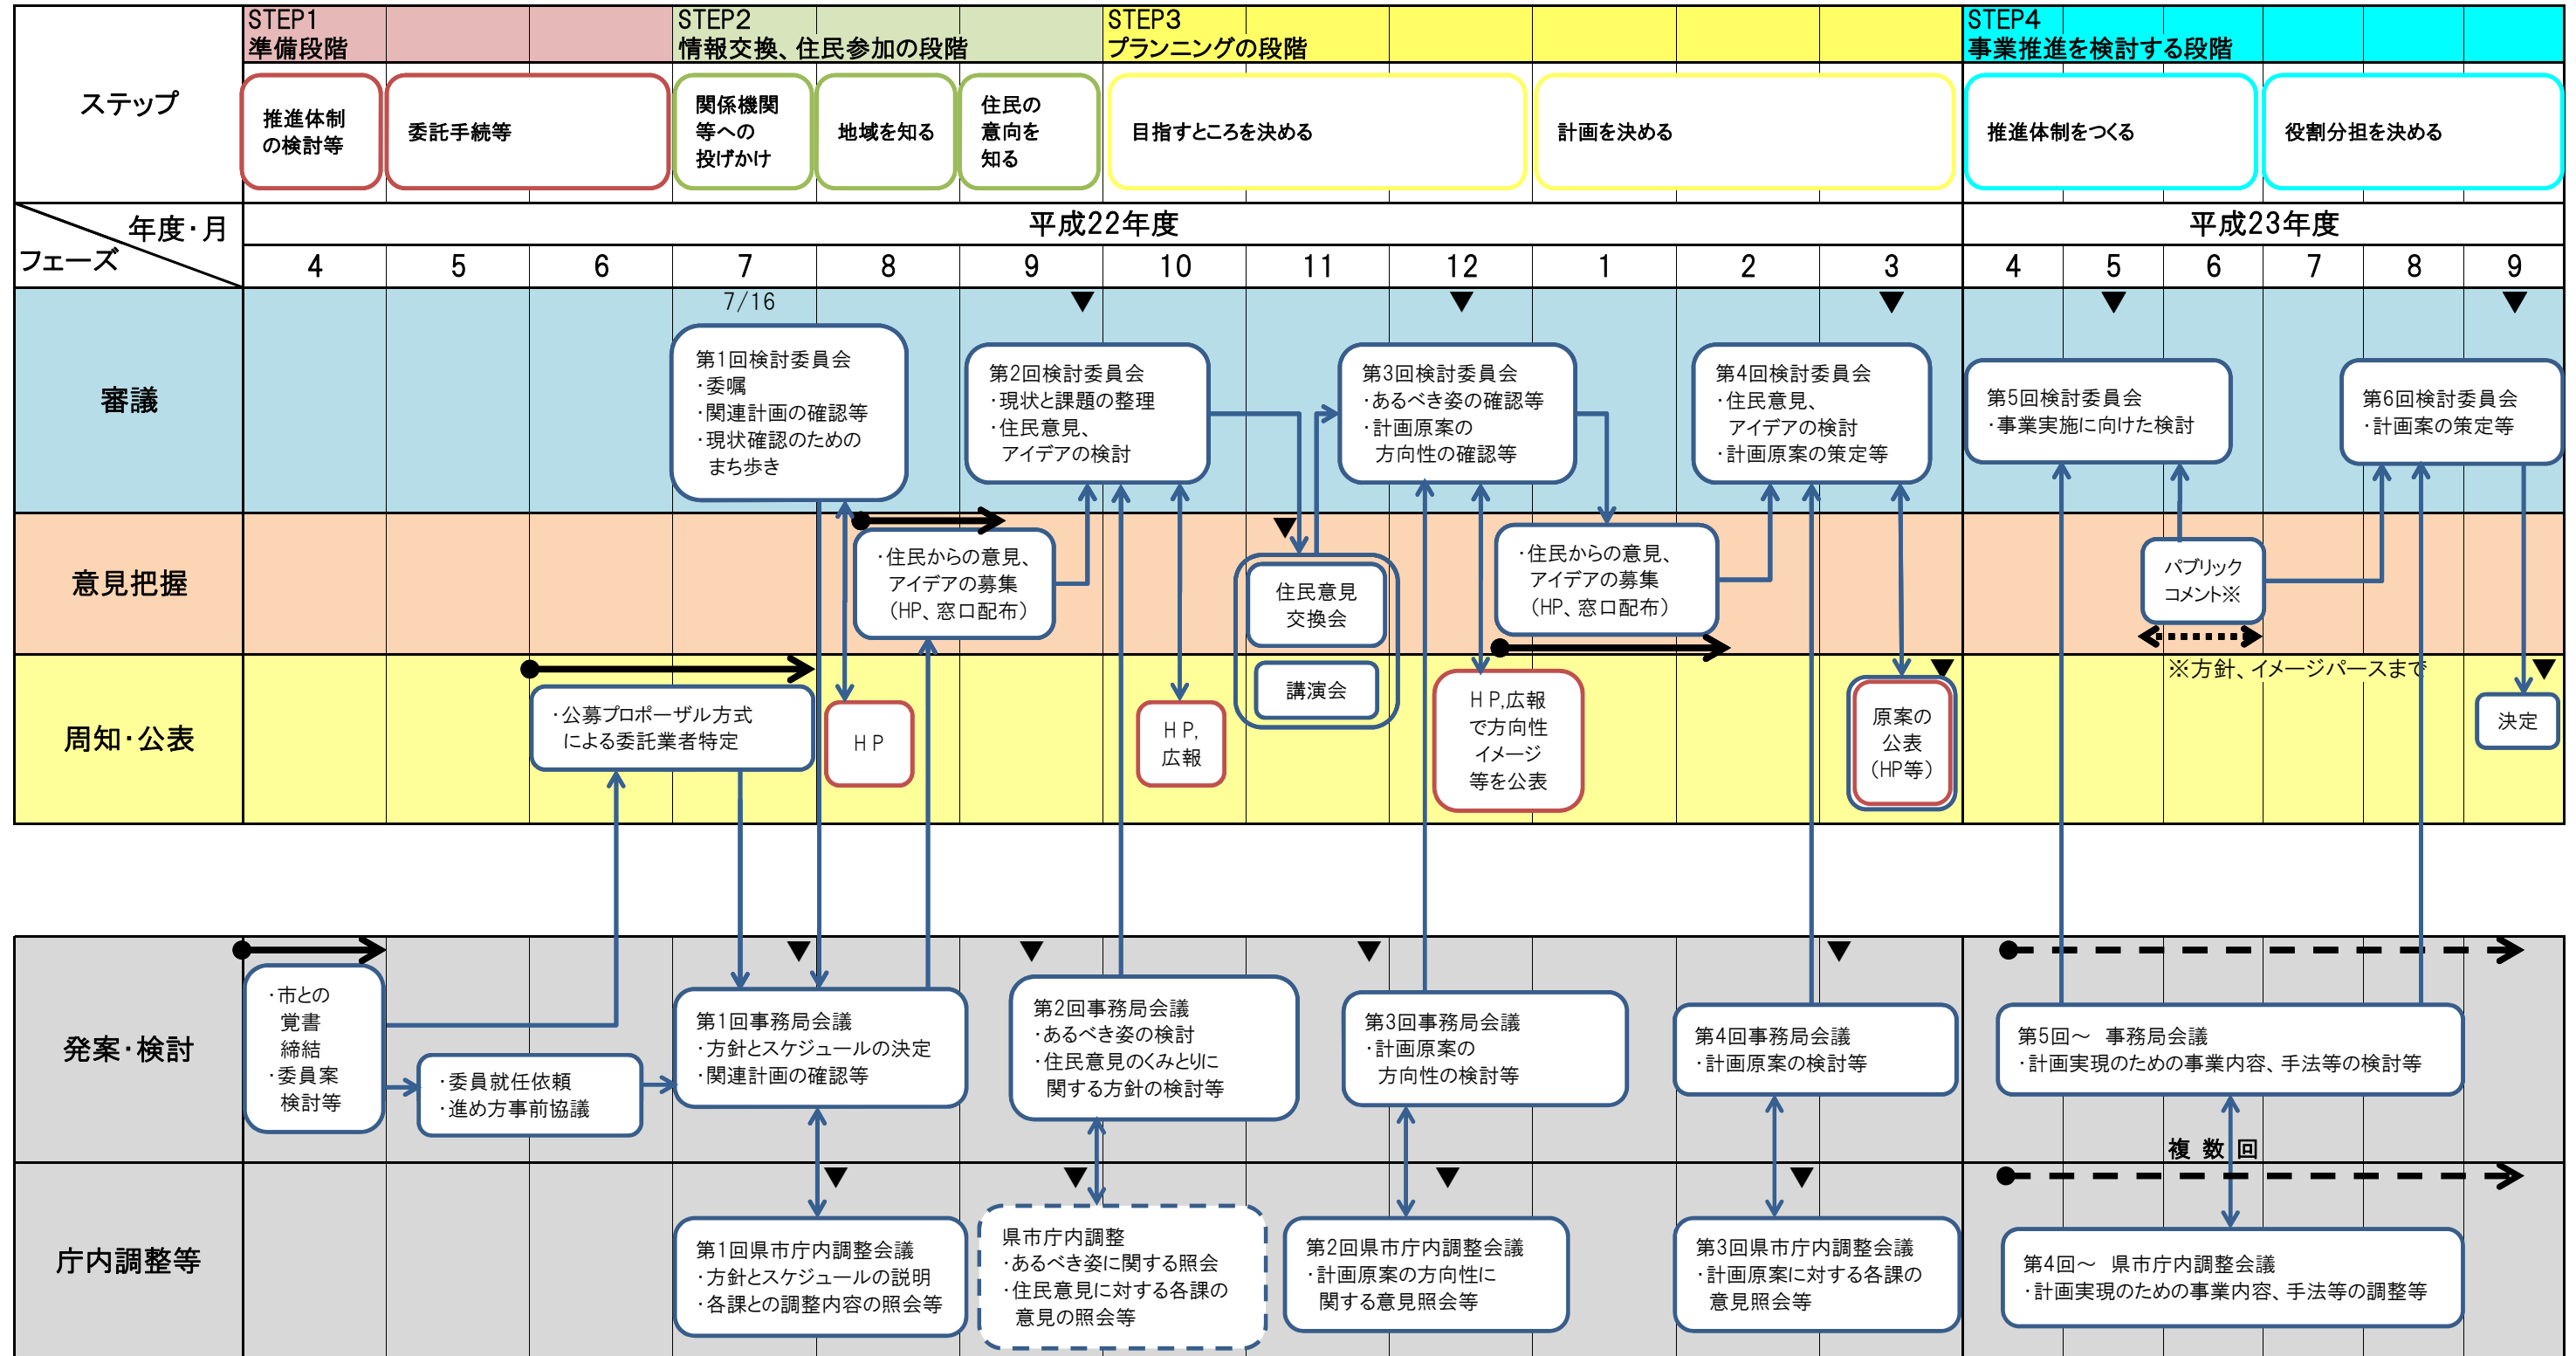 STEP1
準備段階
STEP2
情報交換、住民参加の段階
STEP3
プランニングの段階
STEP4
事業推進を検討する段階
ステップ
推進体制
の検討等
委託手続等
関係機関
等への
投げかけ
地域を知る
住民の
意向を
知る
目指すところを決める
計画を決める
推進体制をつくる
役割分担を決める
年度・月
フェーズ
平成22年度
平成23年度
4 5 6 7 8 9 10 11 12 1 2 3 4 5 6 7 8 9
審議
7/16
第1回検討委員会
・委嘱
・関連計画の確認等
・現状確認のための
まち歩き
第2回検討委員会
・現状と課題の整理
・住民意見、
アイデアの検討
第3回検討委員会
・あるべき姿の確認等
・計画原案の
方向性の確認等
第4回検討委員会
・住民意見、
アイデアの検討
・計画原案の策定等
第5回検討委員会
・事業実施に向けた検討
第6回検討委員会
・計画案の策定等
意見把握
・住民からの意見、
アイデアの募集
（HP、窓口配布）
住民意見
交換会
講演会
・住民からの意見、
アイデアの募集
（HP、窓口配布）
パブリック
コメント※
※方針、イメージパースまで
周知・公表
・公募プロポーザル方式
による委託業者特定
ＨＰ
ＨＰ,
広報
ＨＰ,広報
で方向性
イメージ
等を公表
原案の
公表
（HP等）
決定
発案・検討
・市との
覚書
締結
・委員案
検討等
・委員就任依頼
・進め方事前協議
第1回事務局会議
・方針とスケジュールの決定
・関連計画の確認等
第2回事務局会議
・あるべき姿の検討
・住民意見のくみとりに
関する方針の検討等
第3回事務局会議
・計画原案の
方向性の検討等
第4回事務局会議
・計画原案の検討等
第5回～ 事務局会議
・計画実現のための事業内容、手法等の検討等
複 数 回
庁内調整等
第1回県市庁内調整会議
・方針とスケジュールの説明
・各課との調整内容の照会等
県市庁内調整
・あるべき姿に関する照会
・住民意見に対する各課の
意見の照会等
第2回県市庁内調整会議
・計画原案の方向性に
関する意見照会等
第3回県市庁内調整会議
・計画原案に対する各課の
意見照会等
第4回～ 県市庁内調整会議
・計画実現のための事業内容、手法等の調整等